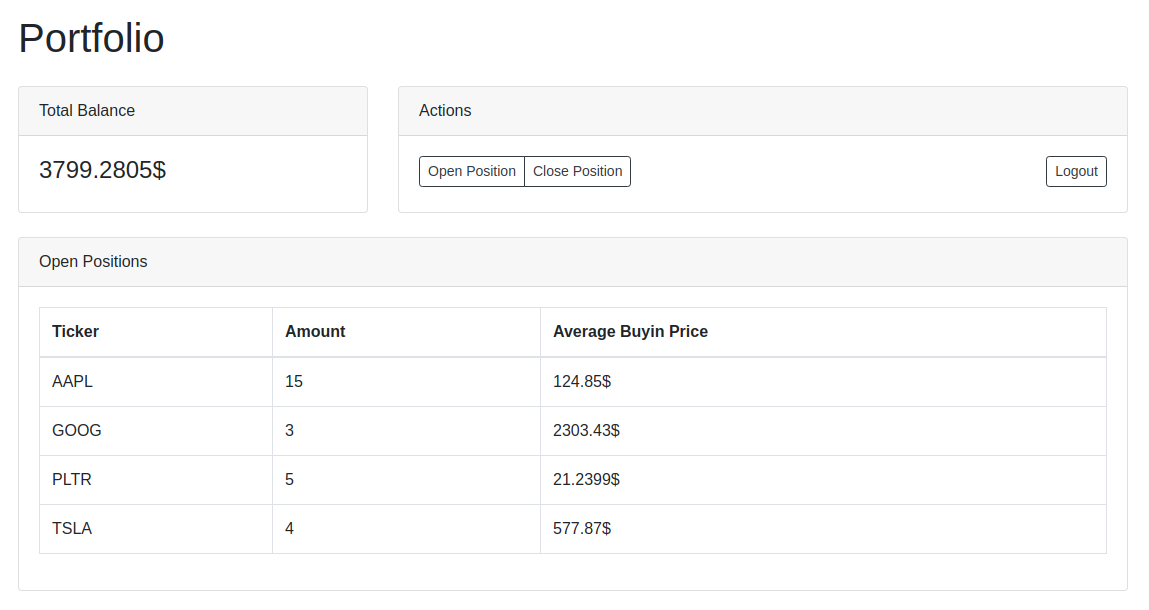 Portfolio
Total Balance
3799.2805$
Actions
Open Position Close Position Logout
Open Positions
Ticker Amount Average Buyin Price
AAPL 15 124.85$
GOOG 3 2303.43$
PLTR 5 21.2399$
TSLA 4 577.87$